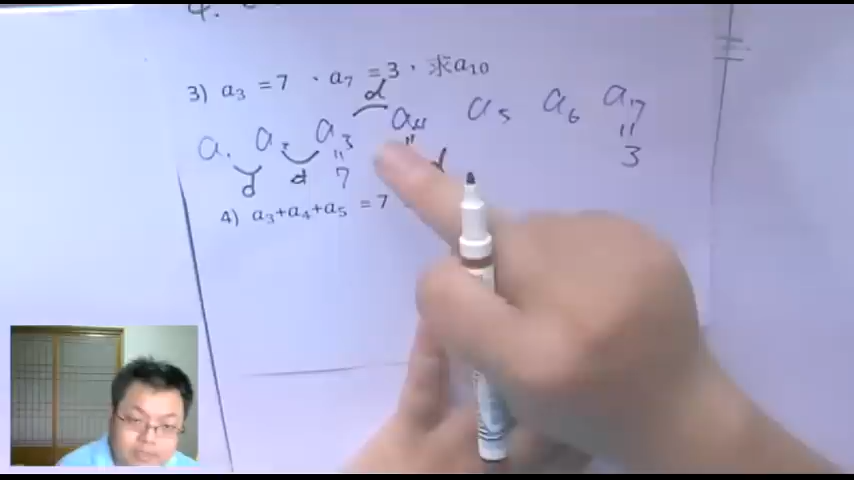 4.
3) a3 = 7 、a7 = 3、求a10
d
a1 a2 a3 a4 a5 a6 a7
d d 7 d 3
4) a3+a4+a5 = 7